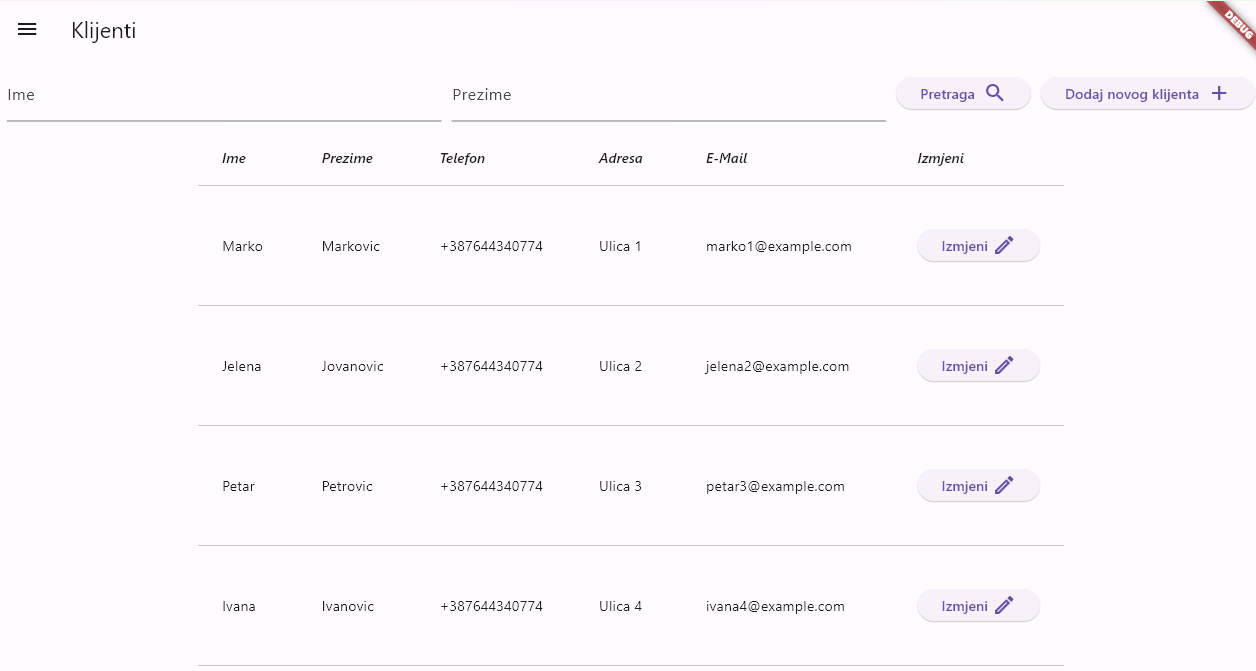 Klijenti
DEBUG
Ime Prezime Pretraga Dodaj novog klijenta
Ime Prezime Telefon Adresa E-Mail Izmjeni
Marko Markovic +387644340774 Ulica 1 marko1@example.com Izmjeni
Jelena Jovanovic +387644340774 Ulica 2 jelena2@example.com Izmjeni
Petar Petrovic +387644340774 Ulica 3 petar3@example.com Izmjeni
Ivana Ivanovic +387644340774 Ulica 4 ivana4@example.com Izmjeni